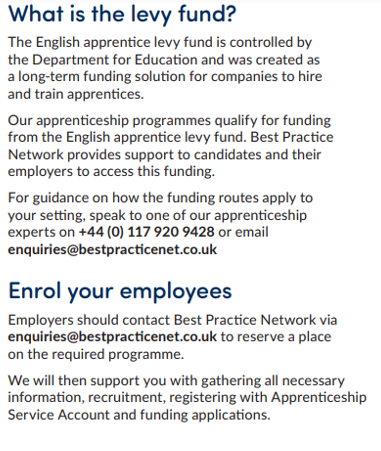 What is the levy fund?
The English apprentice levy fund is controlled by
the Department for Education and was created as
a long-term funding solution for companies to hire
and train apprentices.
Our apprenticeship programmes qualify for funding
from the English apprentice levy fund. Best Practice
Network provides support to candidates and their
employers to access this funding.
For guidance on how the funding routes apply to
your setting, speak to one of our apprenticeship
experts on +44 (0) 117 920 9428 or email
enquiries@bestpracticenet.co.uk
Enrol your employees
Employers should contact Best Practice Network via
enquiries@bestpracticenet.co.uk to reserve a place
on the required programme.
We will then support you with gathering all necessary
information, recruitment, registering with Apprenticeship
Service Account and funding applications.